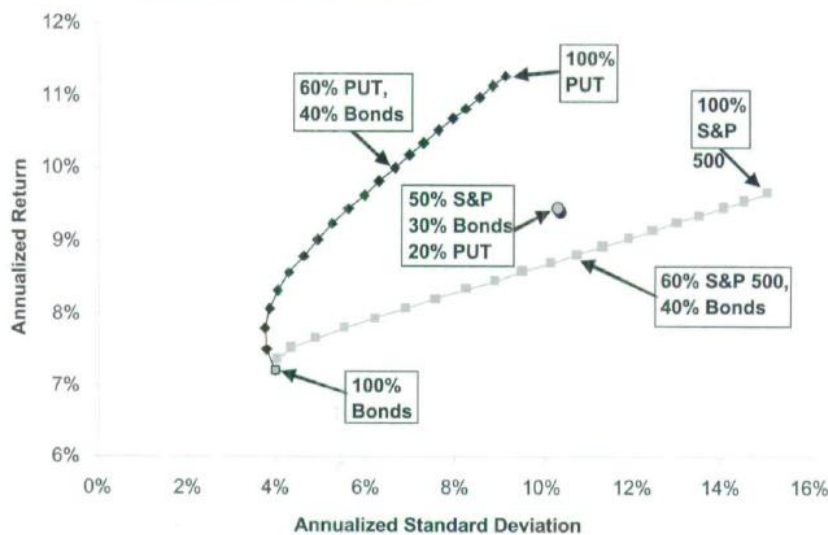 12%
11%
10%
9%
8%
7%
6%
Annualized Return
100%
PUT
60% PUT,
40% Bonds
100%
S&P
500
50% S&P
30% Bonds
20% PUT
60% S&P 500,
40% Bonds
100%
Bonds
0%
2%
4%
6%
8%
10%
12%
14%
16%
Annualized Standard Deviation